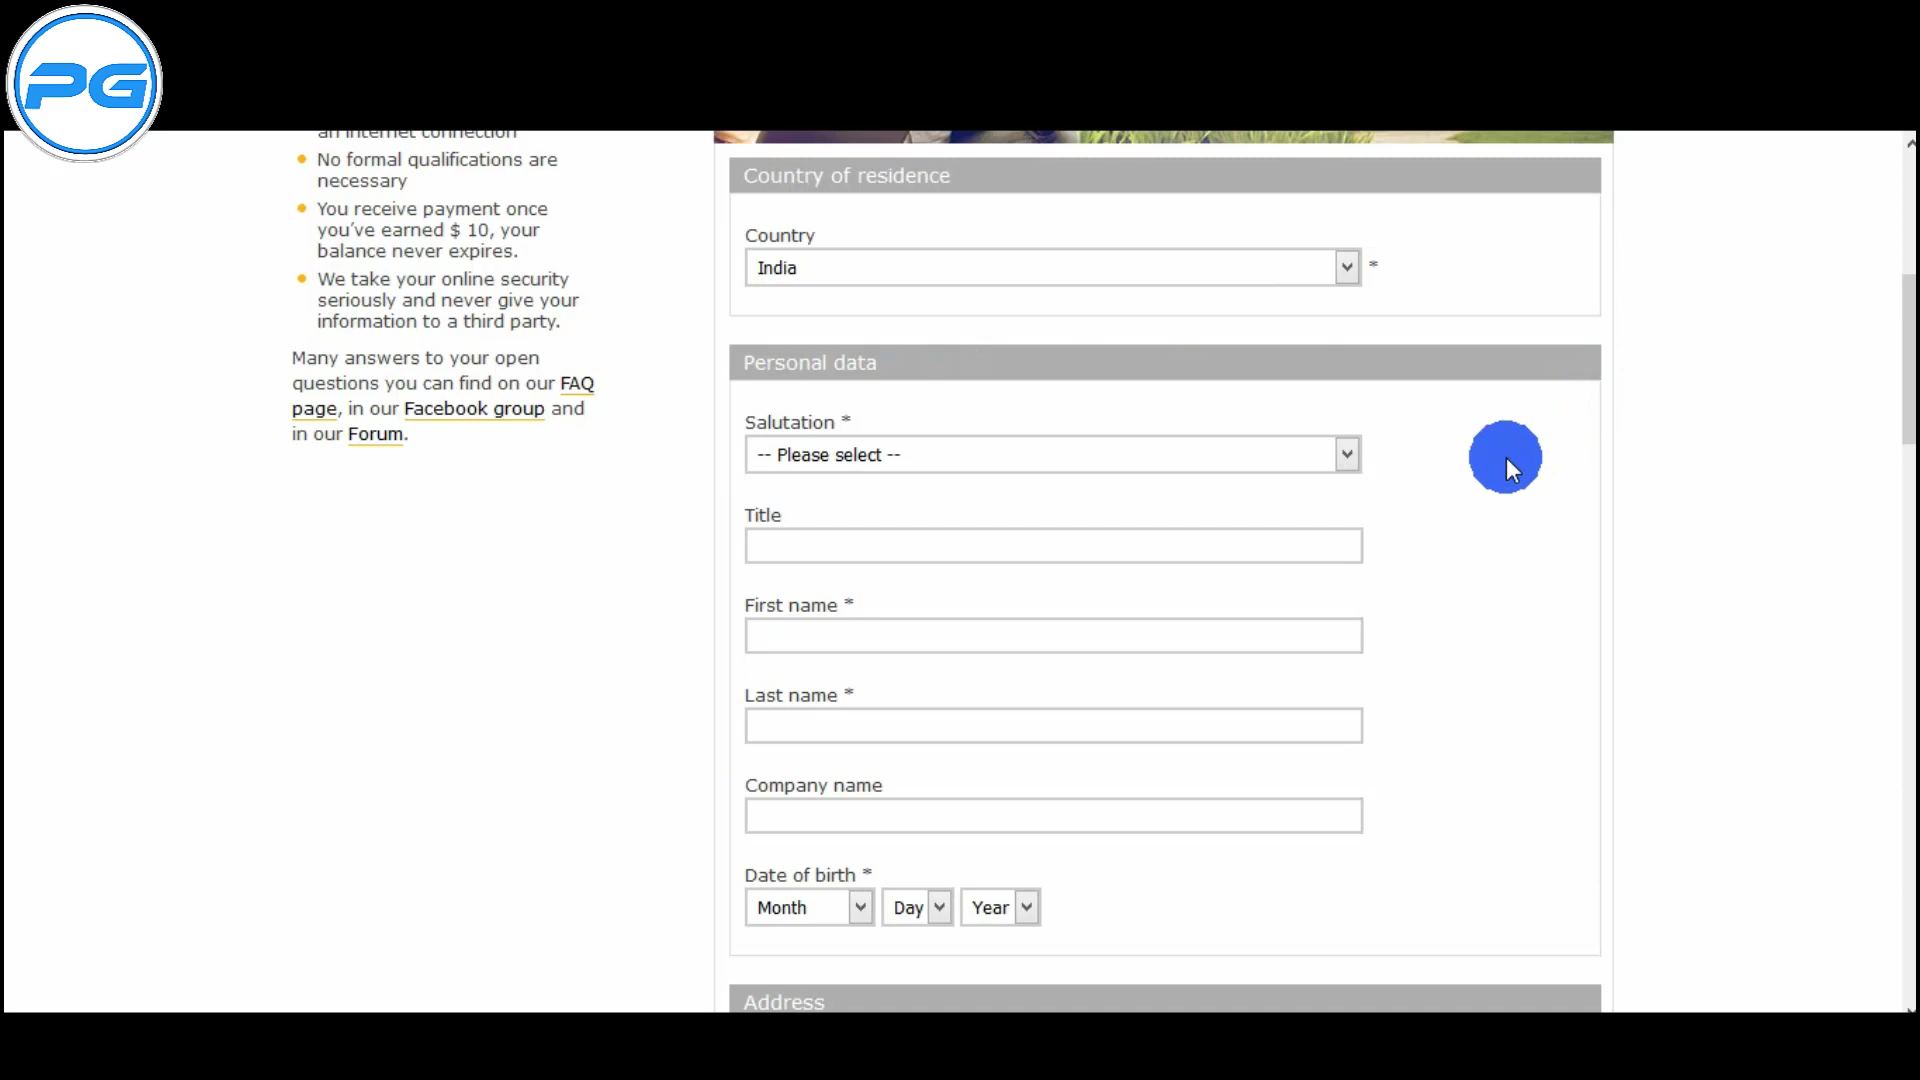 PG
an internet connection
No formal qualifications are
necessary
You receive payment once
you've earned $ 10, your
balance never expires.
We take your online security
seriously and never give your
information to a third party.
Many answers to your open
questions you can find on our FAQ
page, in our Facebook group and
in our Forum.
Country of residence
Country
India *
Personal data
Salutation *
-- Please select --
Title
First name *
Last name *
Company name
Date of birth *
Month Day Year
Address